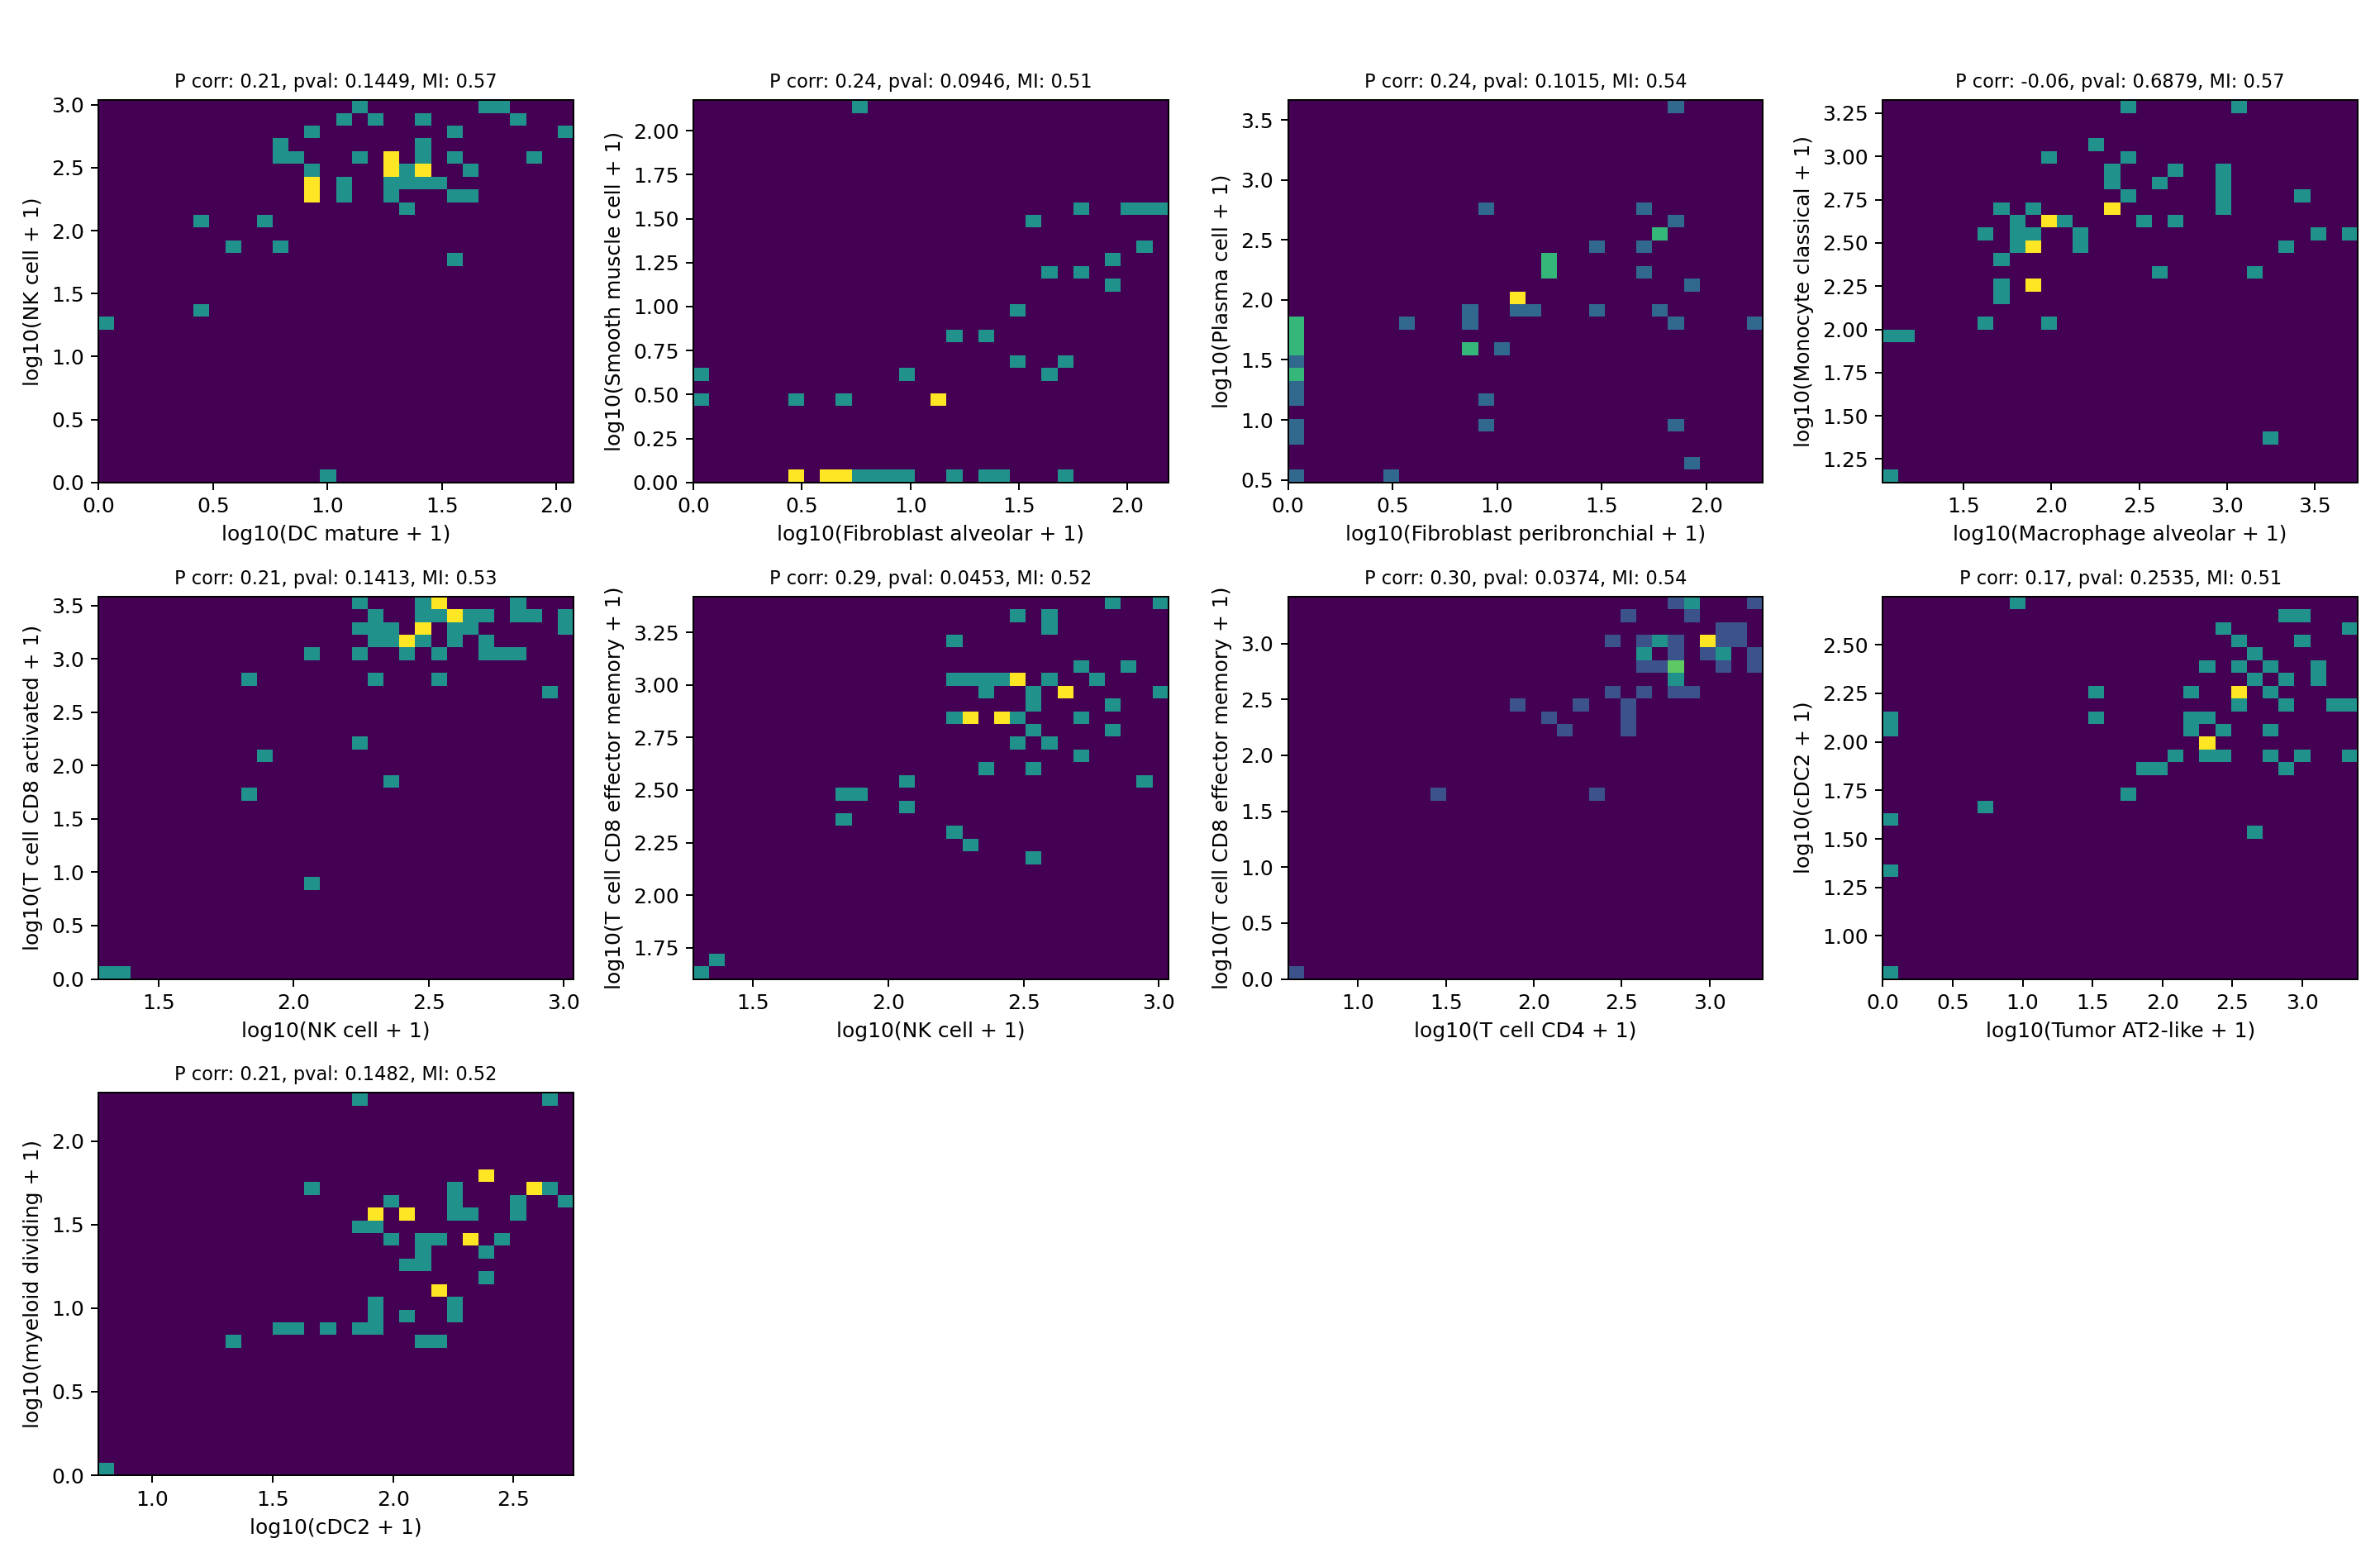 P corr: 0.21, pval: 0.1449, MI: 0.57
3.0
2.5
2.0
1.5
1.0
0.5
0.0
log10(NK cell + 1)
0.0 0.5 1.0 1.5 2.0
log10(DC mature + 1)
P corr: 0.24, pval: 0.0946, MI: 0.51
2.00
1.75
1.50
1.25
1.00
0.75
0.50
0.25
0.00
log10(Smooth muscle cell + 1)
0.0 0.5 1.0 1.5 2.0
log10(Fibroblast alveolar + 1)
P corr: 0.24, pval: 0.1015, MI: 0.54
3.5
3.0
2.5
2.0
1.5
1.0
0.5
log10(Plasma cell + 1)
0.0 0.5 1.0 1.5 2.0
log10(Fibroblast peribronchial + 1)
P corr: -0.06, pval: 0.6879, MI: 0.57
3.25
3.00
2.75
2.50
2.25
2.00
1.75
1.50
1.25
log10(Monocyte classical + 1)
1.5 2.0 2.5 3.0 3.5
log10(Macrophage alveolar + 1)
P corr: 0.21, pval: 0.1413, MI: 0.53
3.5
3.0
2.5
2.0
1.5
1.0
0.5
0.0
log10(T cell CD8 activated + 1)
1.5 2.0 2.5 3.0
log10(NK cell + 1)
P corr: 0.29, pval: 0.0453, MI: 0.52
3.25
3.00
2.75
2.50
2.25
2.00
1.75
log10(T cell CD8 effector memory + 1)
1.5 2.0 2.5 3.0
log10(NK cell + 1)
P corr: 0.30, pval: 0.0374, MI: 0.54
3.0
2.5
2.0
1.5
1.0
0.5
0.0
log10(T cell CD8 effector memory + 1)
1.0 1.5 2.0 2.5 3.0
log10(T cell CD4 + 1)
P corr: 0.17, pval: 0.2535, MI: 0.51
2.50
2.25
2.00
1.75
1.50
1.25
1.00
log10(cDC2 + 1)
0.0 0.5 1.0 1.5 2.0 2.5 3.0
log10(Tumor AT2-like + 1)
P corr: 0.21, pval: 0.1482, MI: 0.52
2.0
1.5
1.0
0.5
0.0
log10(myeloid dividing + 1)
1.0 1.5 2.0 2.5
log10(cDC2 + 1)